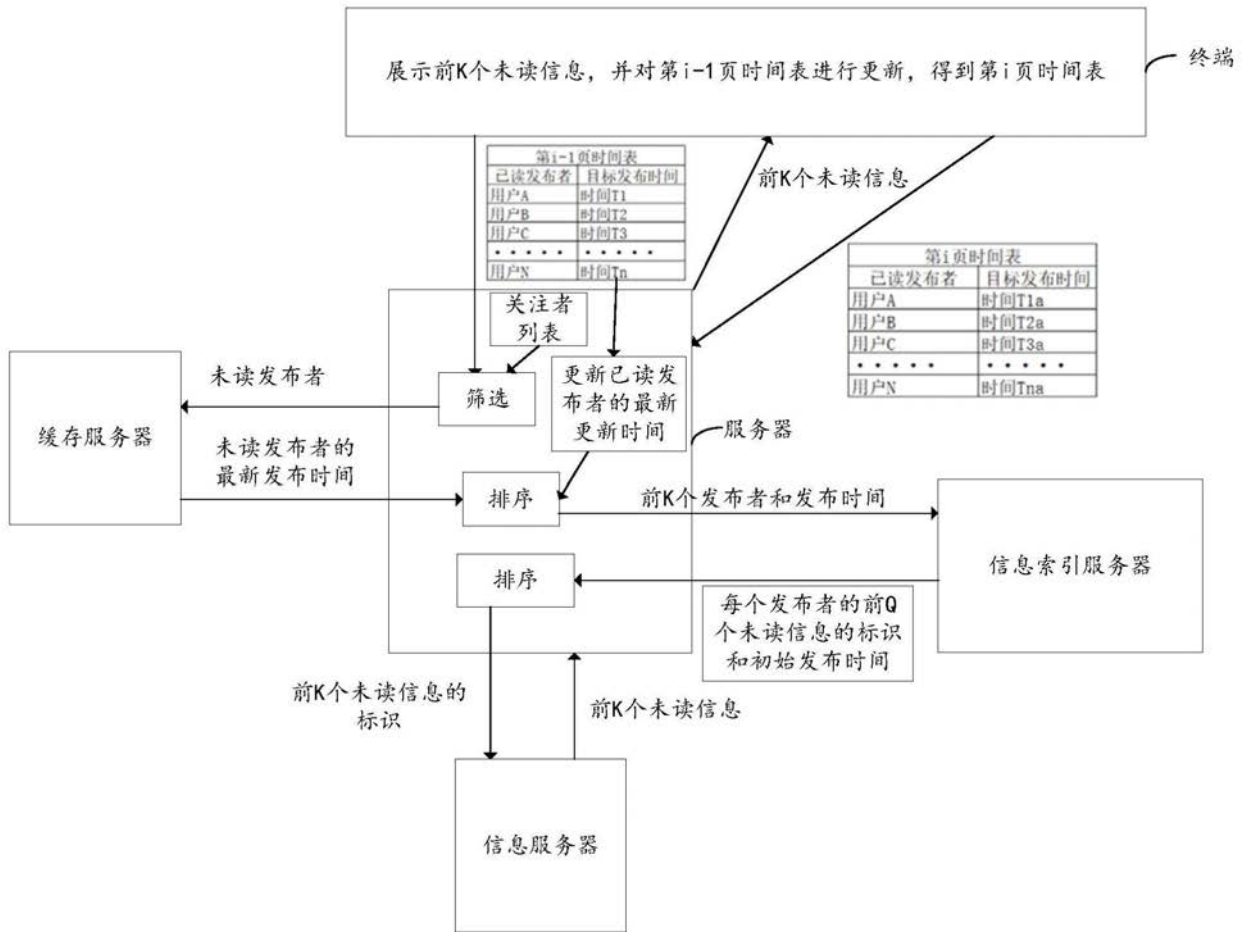 展示前K个未读信息，并对第i-1页时间表进行更新，得到第i页时间表
终端
第i-1页时间表
已读发布者 目标发布时间
用户A 时间T1
用户B 时间T2
用户C 时间T3
• • • • • • • • • •
用户N 时间Tn
前K个未读信息
第i页时间表
已读发布者 目标发布时间
用户A 时间T1a
用户B 时间T2a
用户C 时间T3a
• • • • • • • • • •
用户N 时间Tna
关注者
列表
筛选
更新已读发
布者的最新
更新时间
服务器
未读发布者
缓存服务器
未读发布者的
最新发布时间
排序
前K个发布者和发布时间
信息索引服务器
排序
每个发布者的前Q
个未读信息的标识
和初始发布时间
前K个未读信息的
标识
前K个未读信息
信息服务器